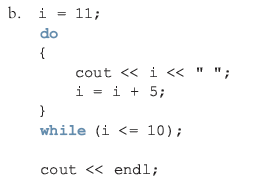 b. i = 11;
do
{
cout << i << " ";
i = i + 5;
}
while (i <= 10);
cout << endl;